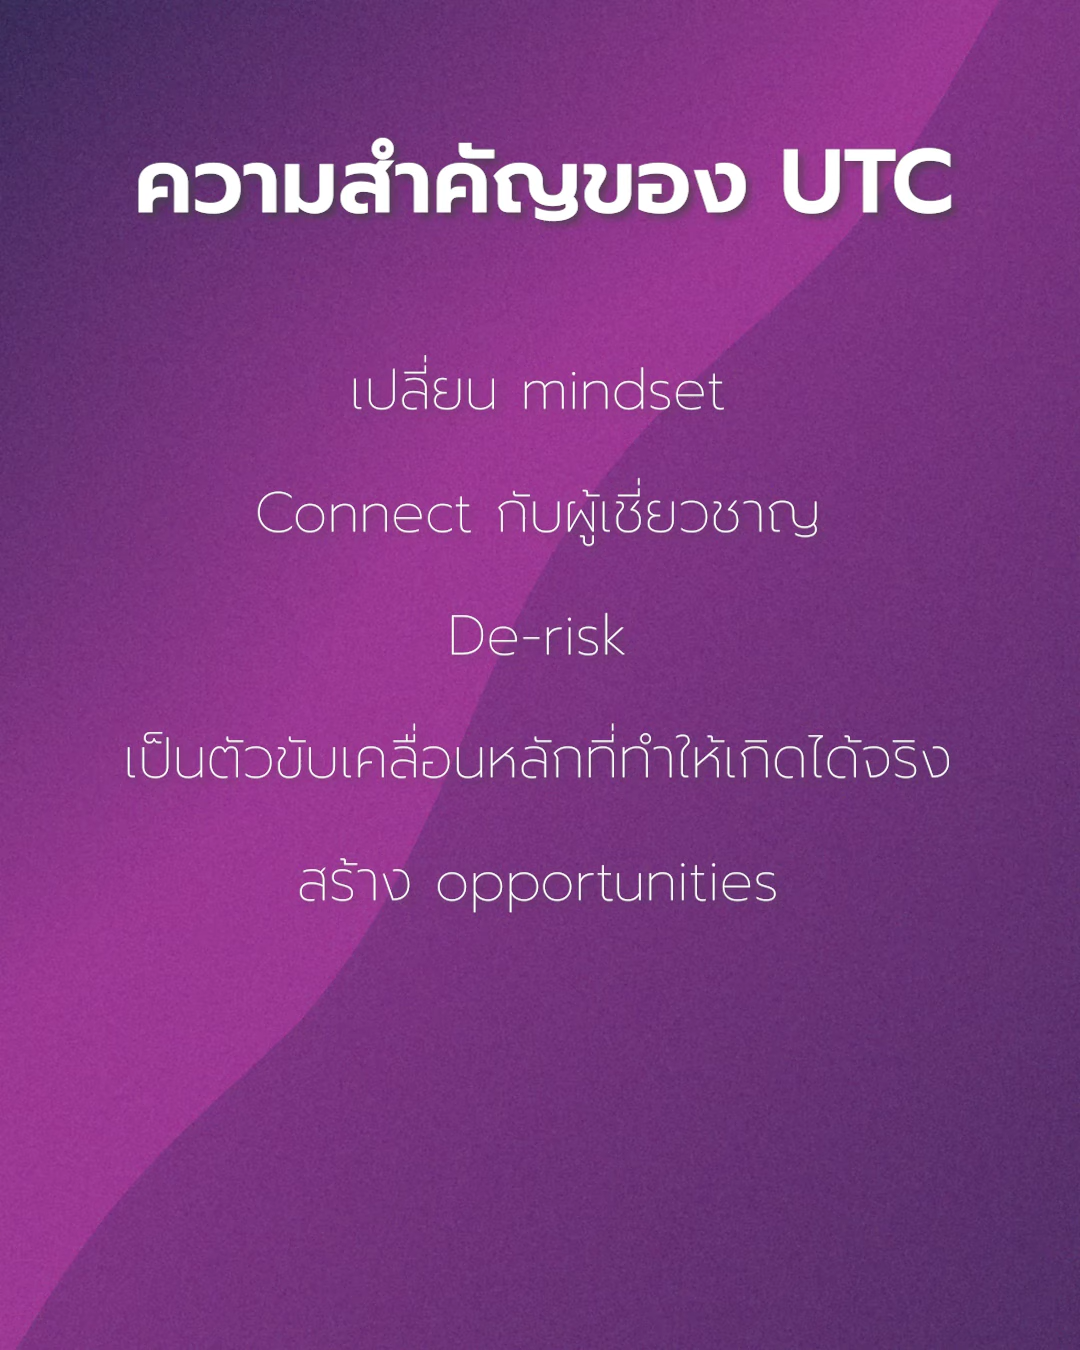 ความสำคัญของ UTC
เปลี่ยน mindset
Connect กับผู้เชี่ยวชาญ
De-risk
เป็นตัวขับเคลื่อนหลักที่ทำให้เกิดได้จริง
สร้าง opportunities